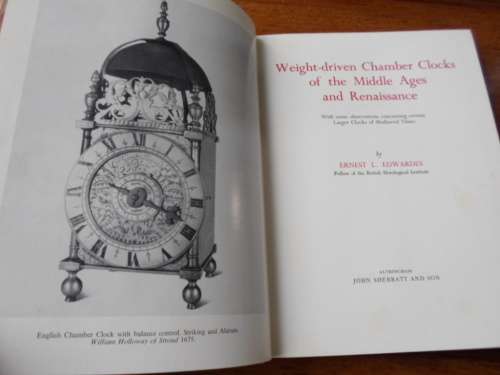 English Chamber Clock with balance control. Striking and Alarum.
William Holloway of Stroud 1675.
Weight-driven Chamber Clocks
of the Middle Ages
and Renaissance
With some observations concerning certain
Larger Clocks of Mediaeval Times
by
ERNEST L. EDWARDES
Fellow of the British Horological Institute
ALTRINCHAM
JOHN SHERRATT AND SON